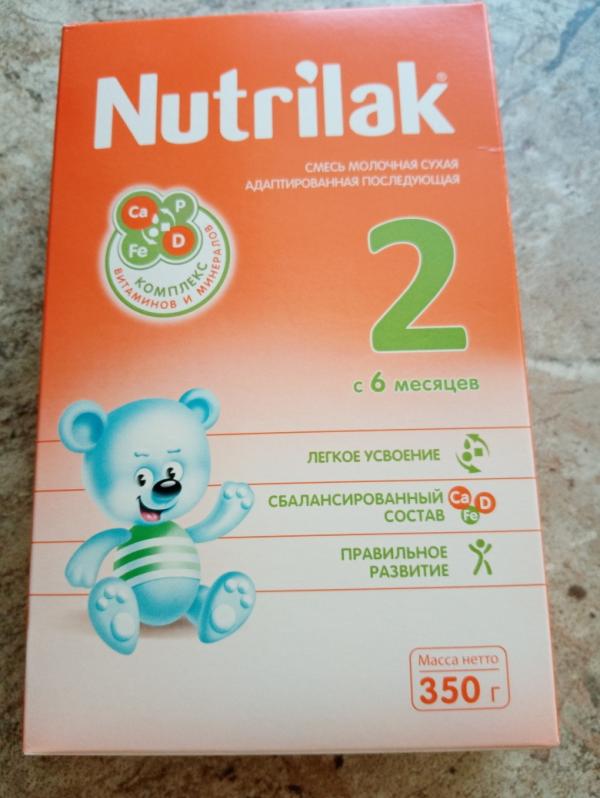 Nutrilak®
СМЕСЬ МОЛОЧНАЯ СУХАЯ
АДАПТИРОВАННАЯ ПОСЛЕДУЮЩАЯ
Ca P
Fe D
КОМПЛЕКС
ВИТАМИНОВ И МИНЕРАЛОВ
2
с 6 месяцев
ЛЕГКОЕ УСВОЕНИЕ
СБАЛАНСИРОВАННЫЙ
СОСТАВ
Ca D
Fe
ПРАВИЛЬНОЕ
РАЗВИТИЕ
Масса нетто
350 г